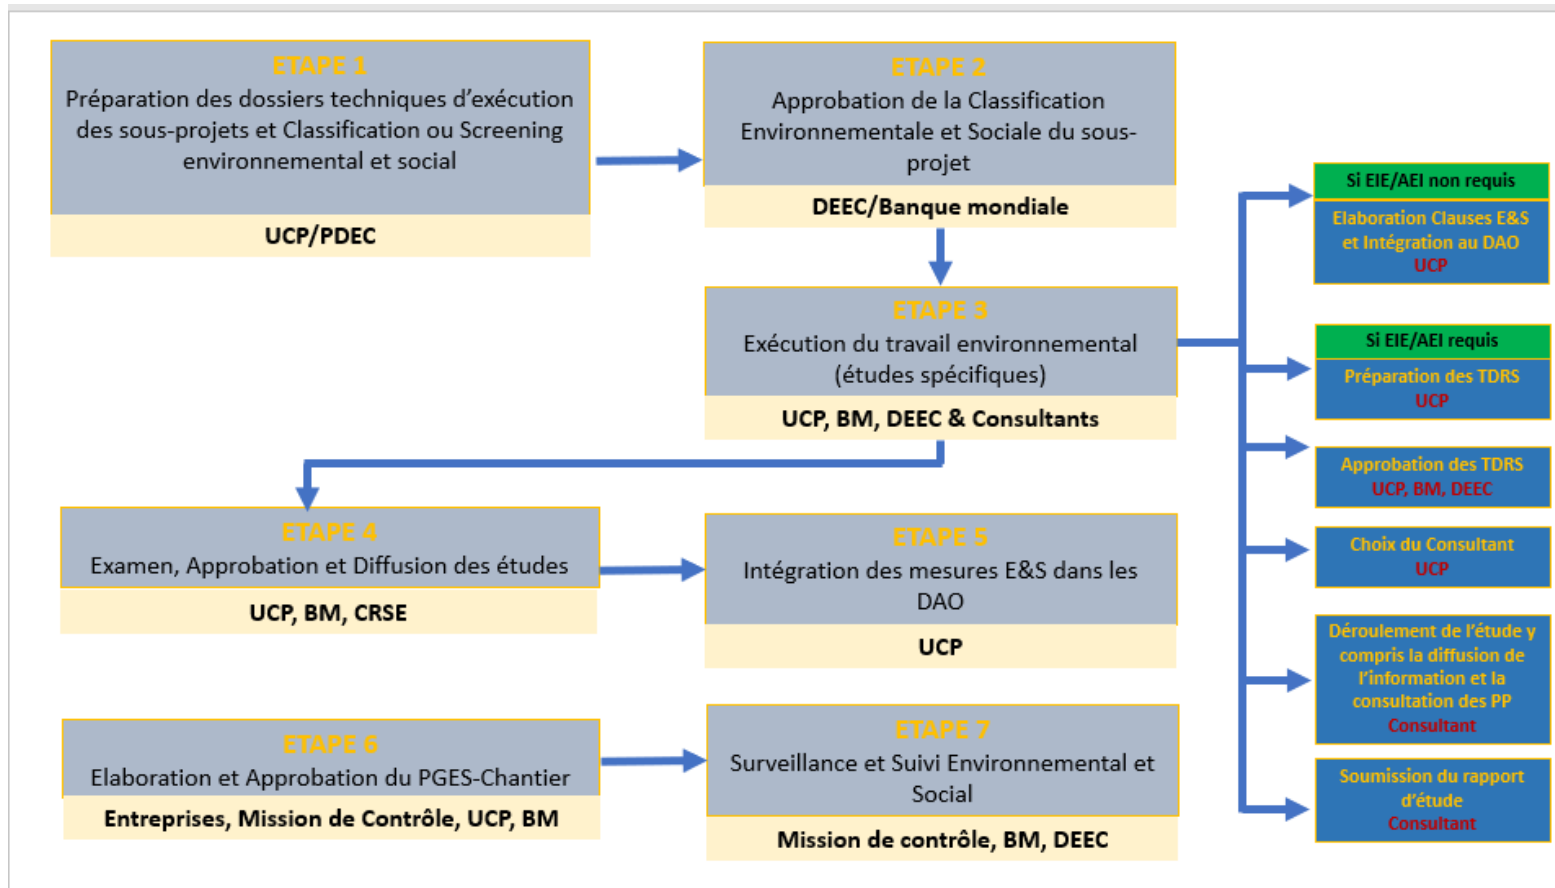 ETAPE 1
Préparation des dossiers techniques d’exécution
des sous-projets et Classification ou Screening
environnemental et social
UCP/PDEC
ETAPE 2
Approbation de la Classification
Environnementale et Sociale du sous-
projet
DEEC/Banque mondiale
ETAPE 3
Exécution du travail environnemental
(études spécifiques)
UCP, BM, DEEC & Consultants
Si EIE/AEI non requis
Elaboration Clauses E&S
et Intégration au DAO
UCP
Si EIE/AEI requis
Préparation des TDRS
UCP
Approbation des TDRS
UCP, BM, DEEC
Choix du Consultant
UCP
Déroulement de l’étude y
compris la diffusion de
l’information et la
consultation des PP
Consultant
Soumission du rapport
d’étude
Consultant
ETAPE 4
Examen, Approbation et Diffusion des études
UCP, BM, CRSE
ETAPE 5
Intégration des mesures E&S dans les
DAO
UCP
ETAPE 6
Elaboration et Approbation du PGES-Chantier
Entreprises, Mission de Contrôle, UCP, BM
ETAPE 7
Surveillance et Suivi Environnemental et
Social
Mission de contrôle, BM, DEEC